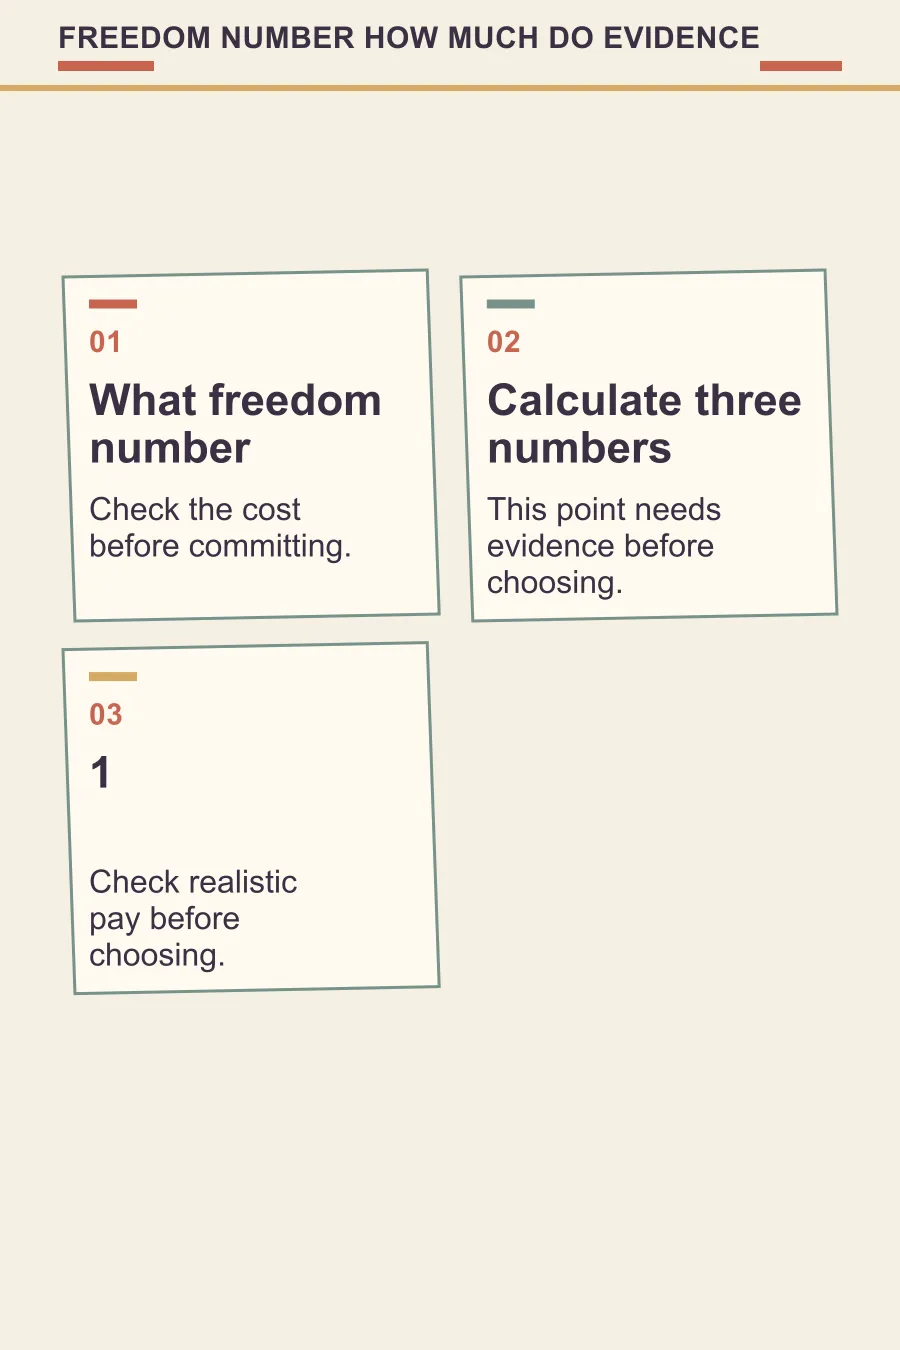 FREEDOM NUMBER HOW MUCH DO EVIDENCE
01
What freedom
number
Check the cost
before committing.
02
Calculate three
numbers
This point needs
evidence before
choosing.
03
1
Check realistic
pay before
choosing.